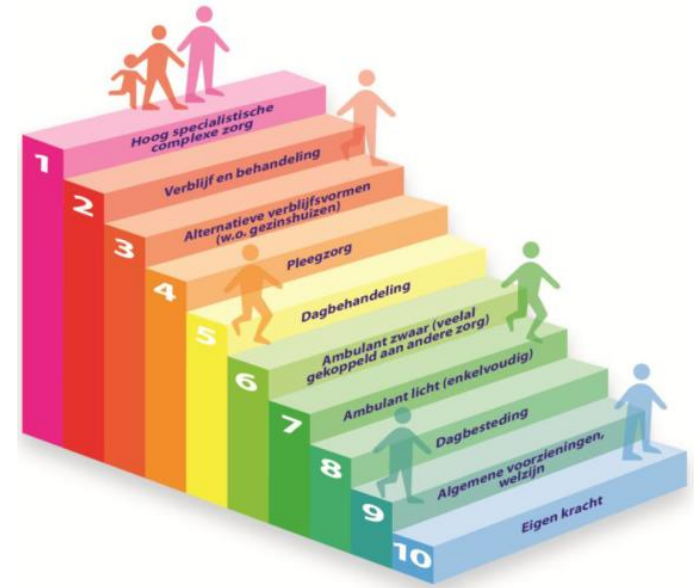 1
Hoog specialistische
complexe zorg
2
Verblijf en behandeling
3
Alternatieve verblijfsvormen
(w.o. gezinshuizen)
4
Pleegzorg
5
Dagbehandeling
6
Ambulant zwaar (veelal
gekoppeld aan andere zorg)
7
Ambulant licht (enkelvoudig)
8
Dagbesteding
9
Algemene voorzieningen,
welzijn
10
Eigen kracht